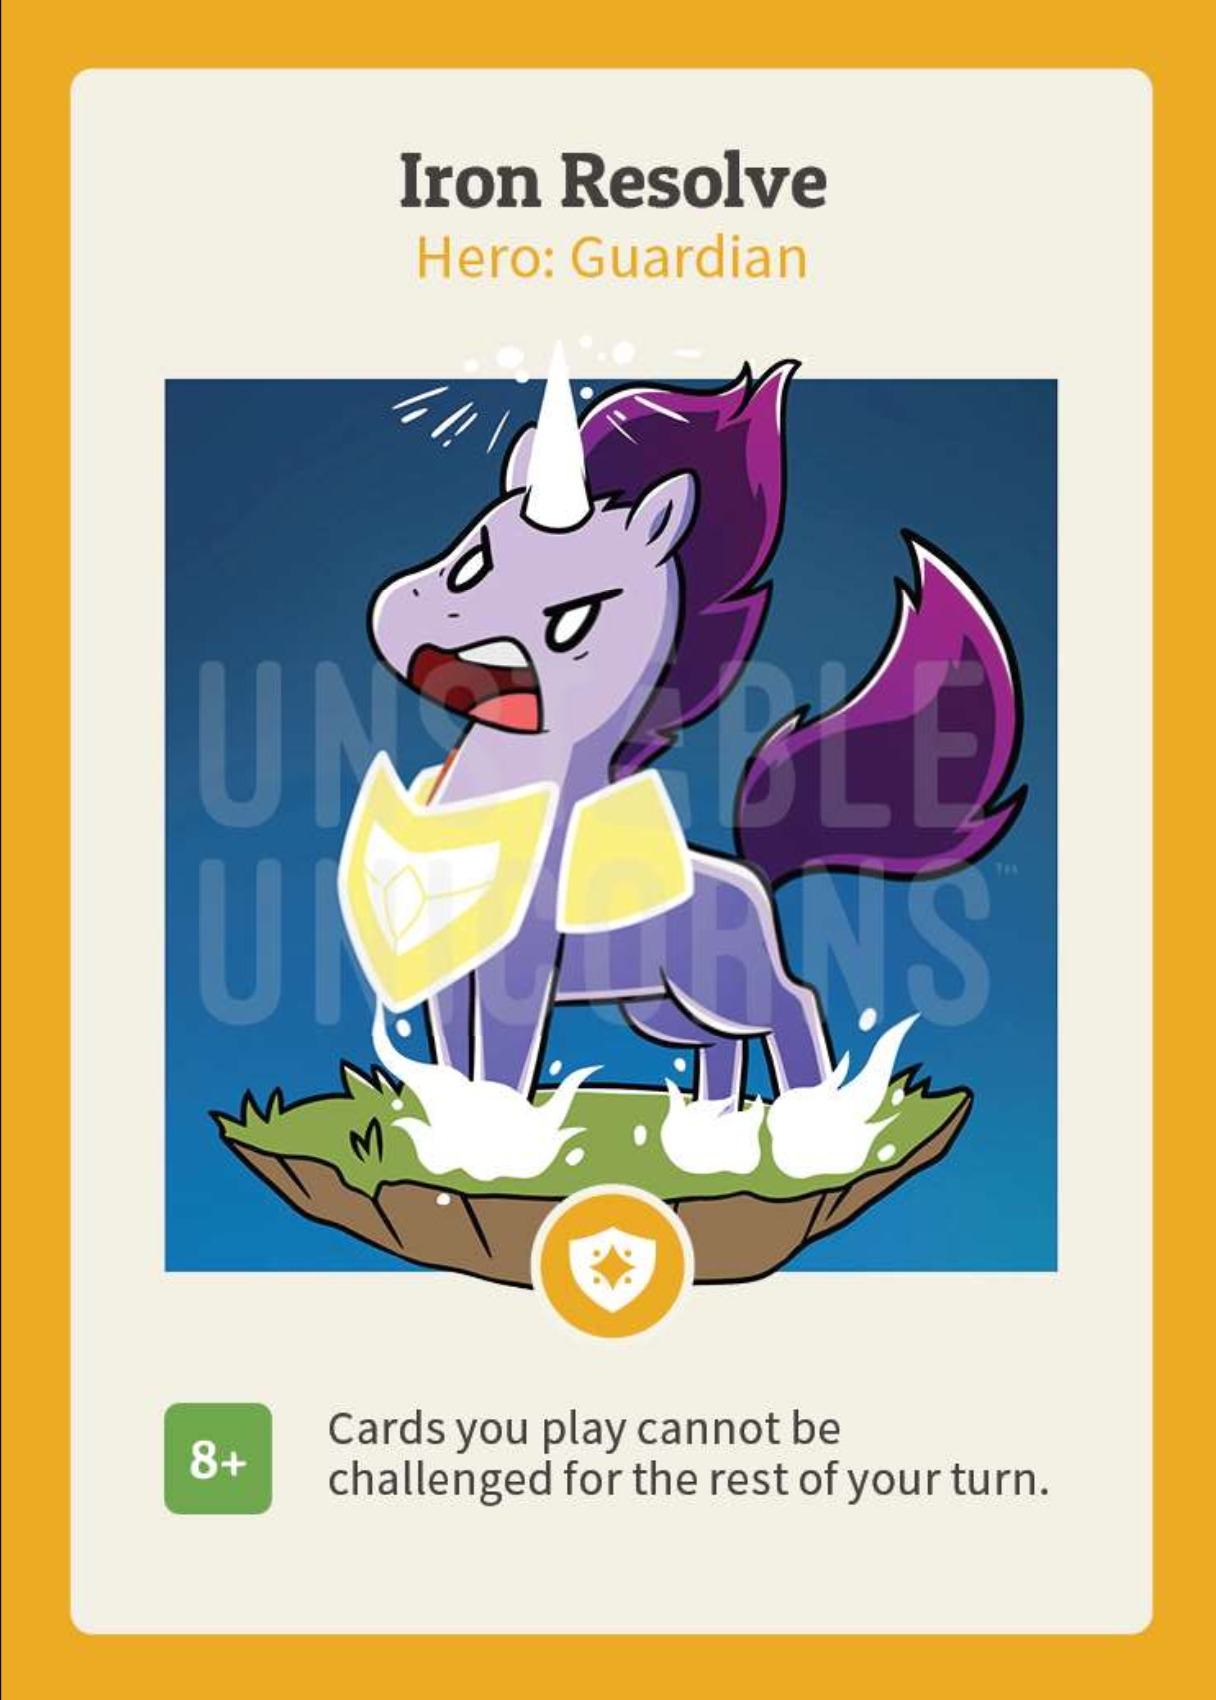 Iron Resolve
Hero: Guardian
UNSTABLE
UNICORNS™
8+
Cards you play cannot be
challenged for the rest of your turn.